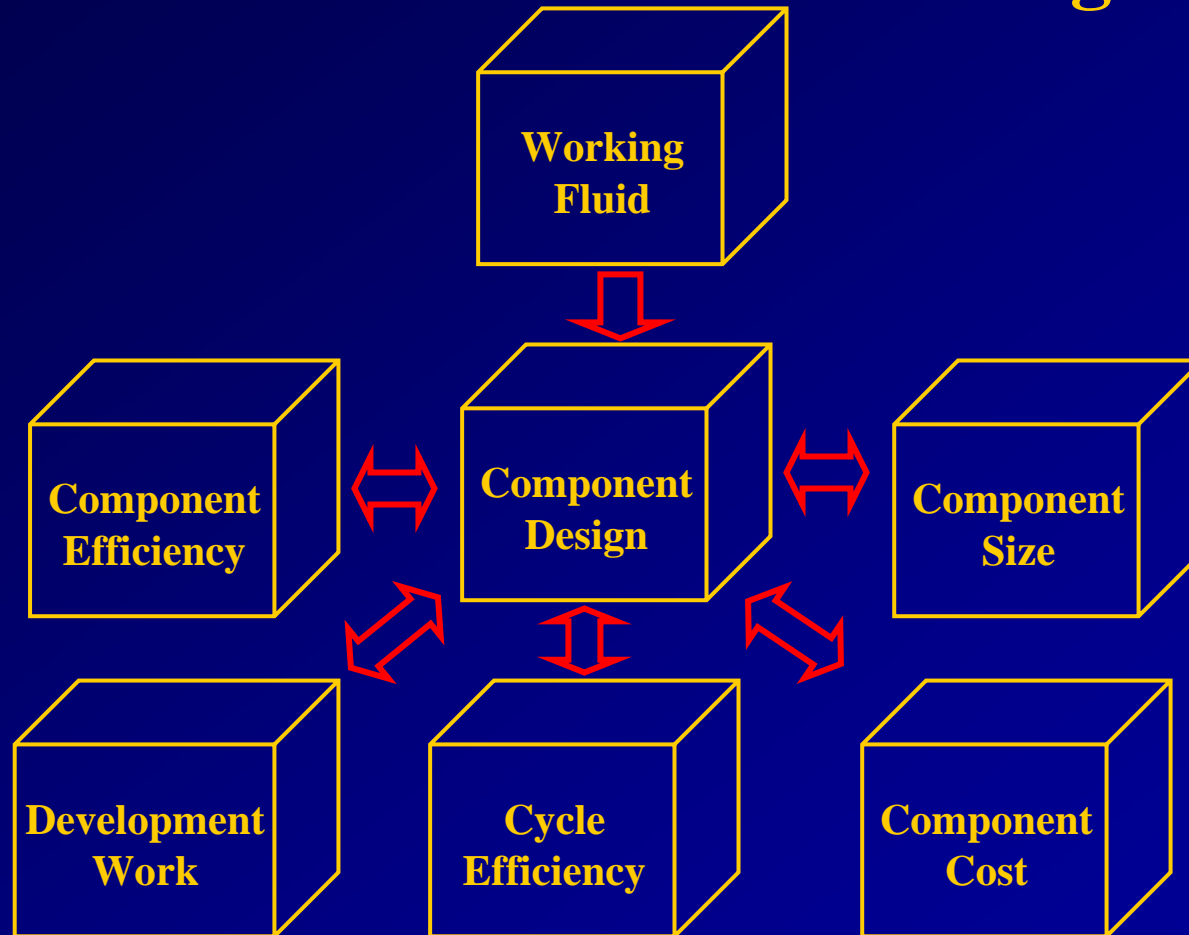 Working
Fluid
Component
Efficiency
Component
Design
Component
Size
Development
Work
Cycle
Efficiency
Component
Cost